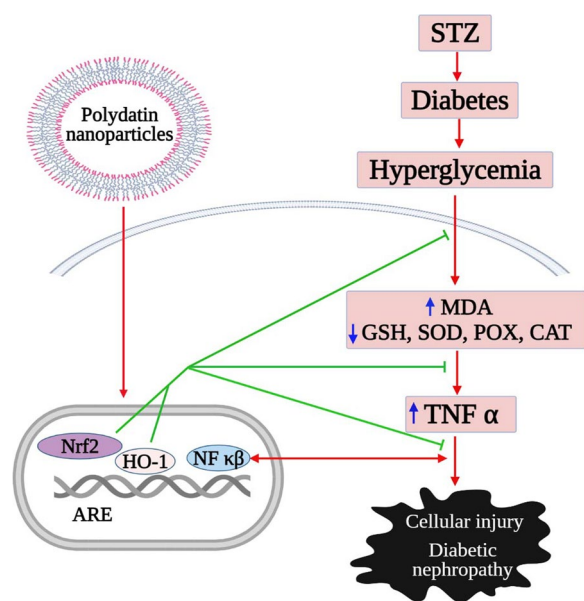 STZ
Diabetes
Hyperglycemia
Polydatin
nanoparticles
↑ MDA
↓ GSH, SOD, POX, CAT
↑ TNF α
Nrf2
HO-1
NF κβ
ARE
Cellular injury
Diabetic
nephropathy